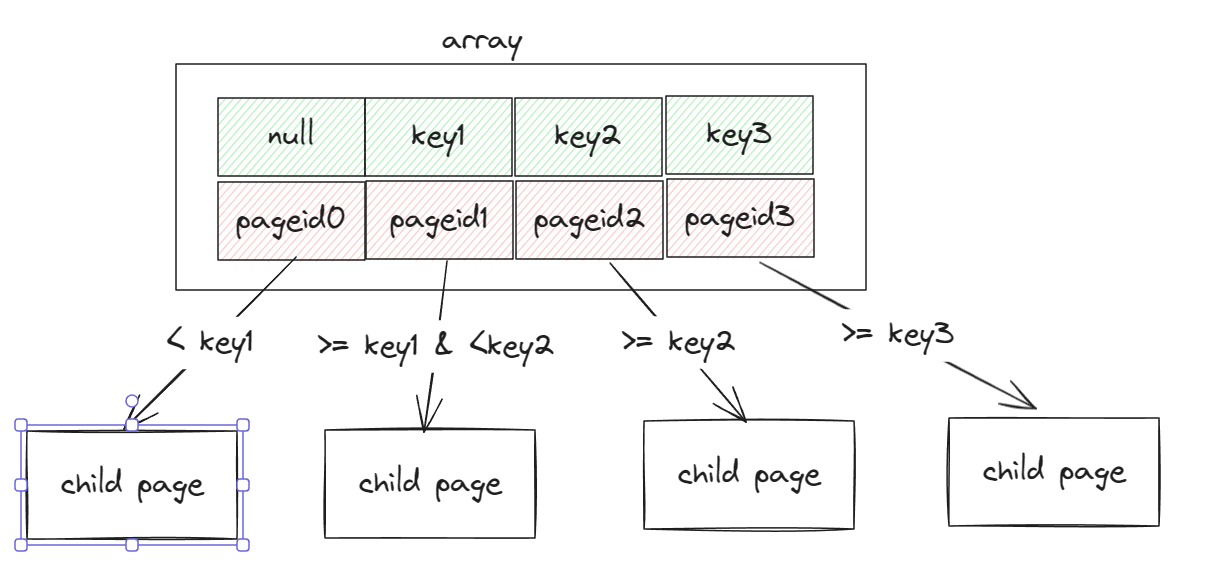 array
null key1 key2 key3
pageid0 pageid1 pageid2 pageid3
< key1 >= key1 & <key2 >= key2 >= key3
child page child page child page child page